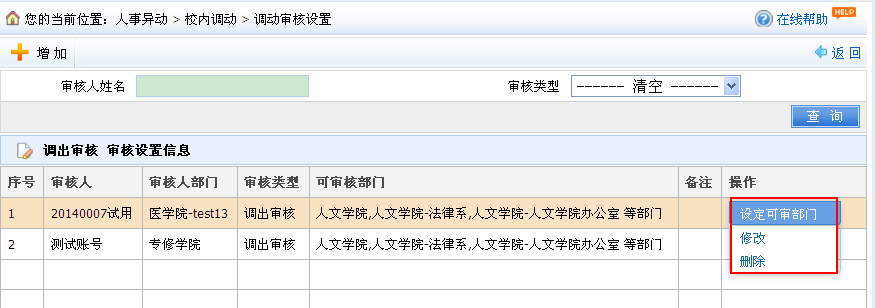 您的当前位置：人事异动 > 校内调动 > 调动审核设置 在线帮助 HELP
增 加 返 回
审核人姓名 审核类型 ------ 清空 ------
查 询
调出审核 审核设置信息
序号 审核人 审核人部门 审核类型 可审核部门 备注 操作
1 20140007试用 医学院-test13 调出审核 人文学院,人文学院-法律系,人文学院-人文学院办公室 等部门 设定可审部门
2 测试账号 专修学院 调出审核 人文学院,人文学院-法律系,人文学院-人文学院办公室 等部门 修改
删除